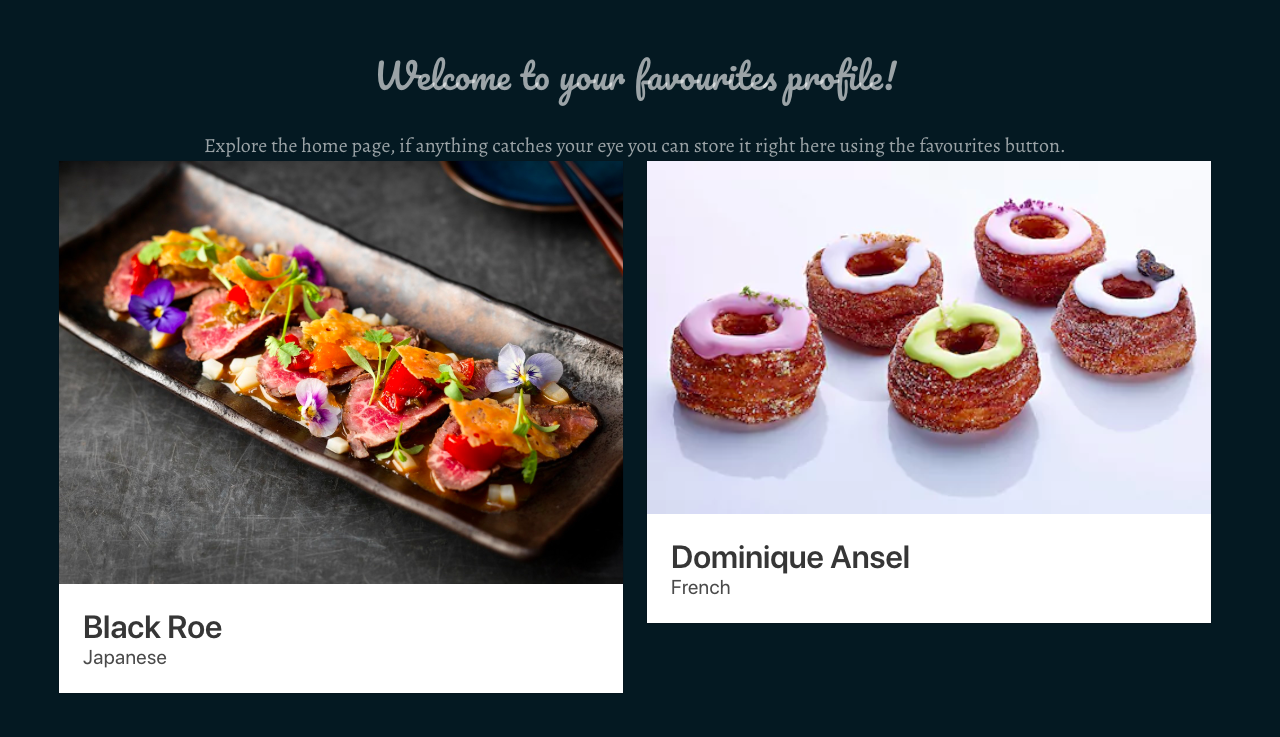 Welcome to your favourites profile!
Explore the home page, if anything catches your eye you can store it right here using the favourites button.
Black Roe
Japanese
Dominique Ansel
French